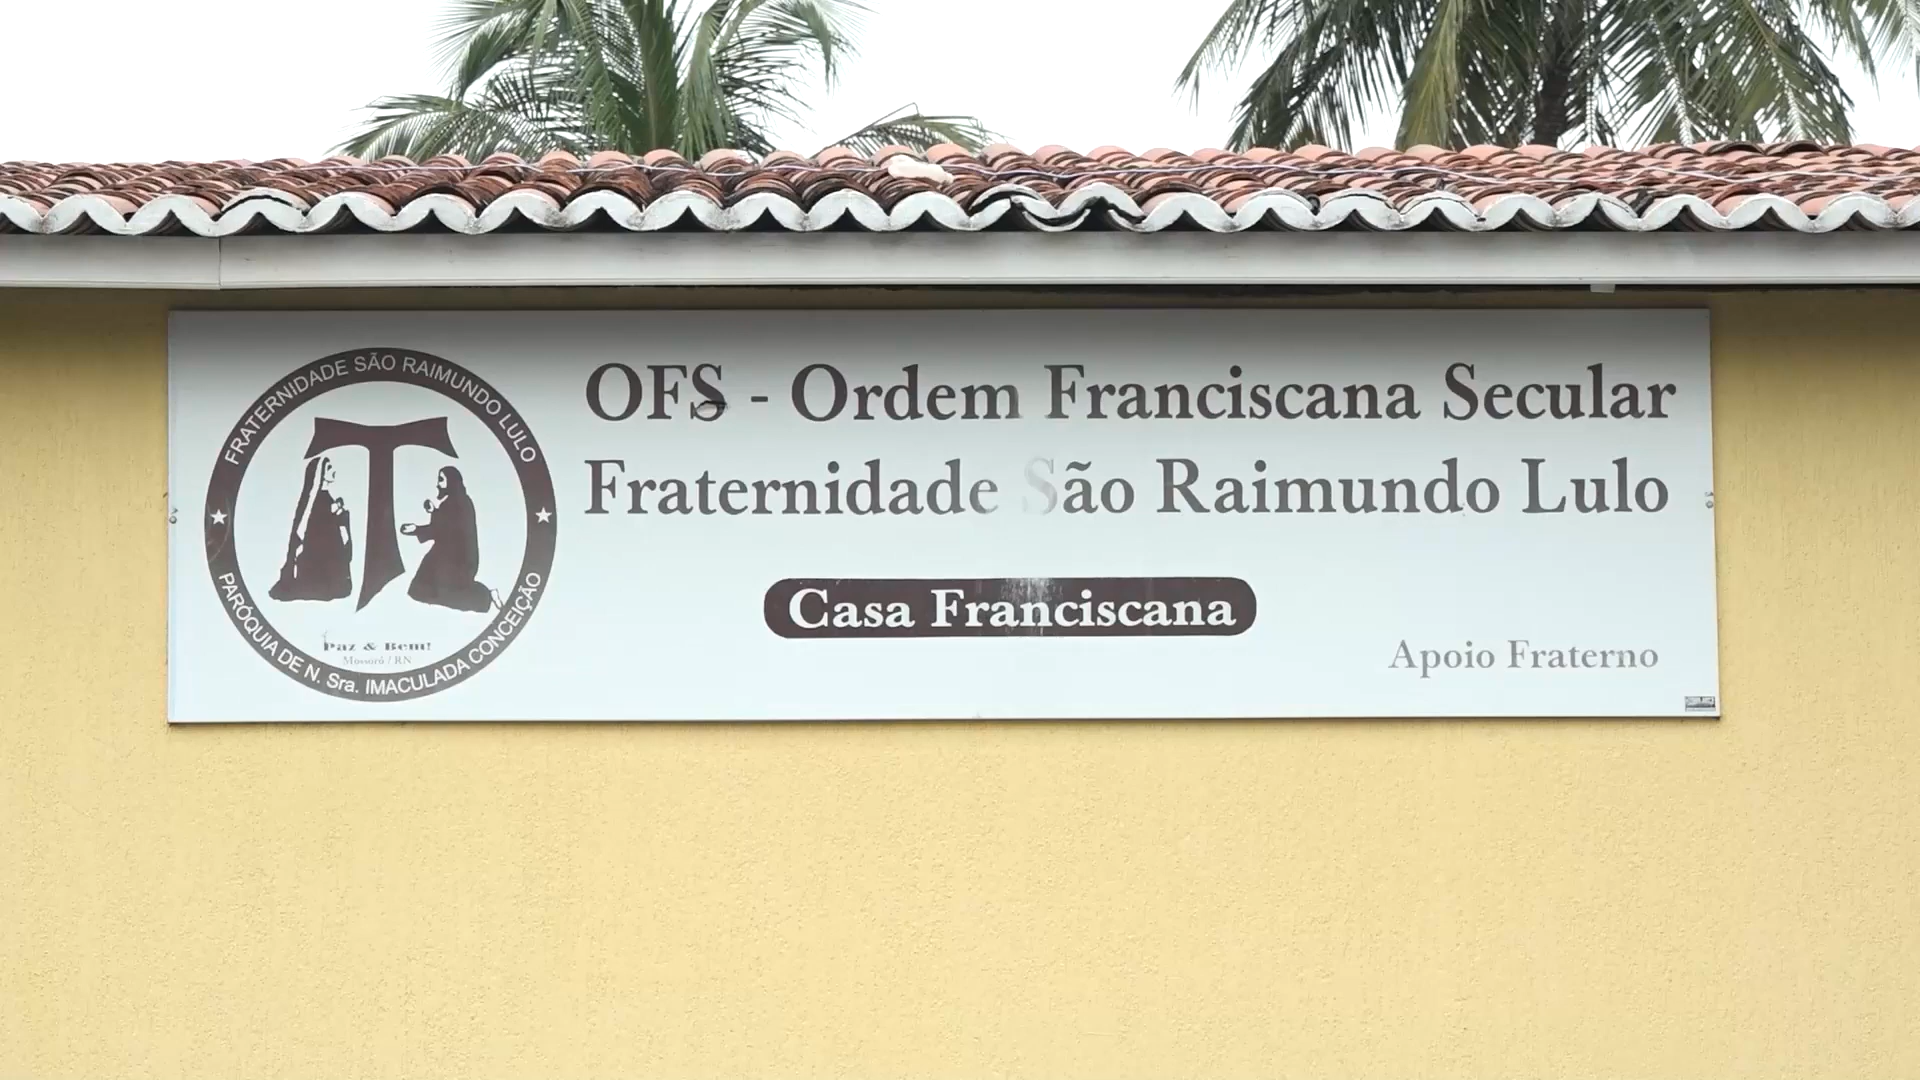 FRATERNIDADE SÃO RAIMUNDO LULO
Paz & Bem!
Mossoró / RN
PARÓQUIA DE N. Sra. IMACULADA CONCEIÇÃO
OFS - Ordem Franciscana Secular
Fraternidade São Raimundo Lulo
Casa Franciscana
Apoio Fraterno